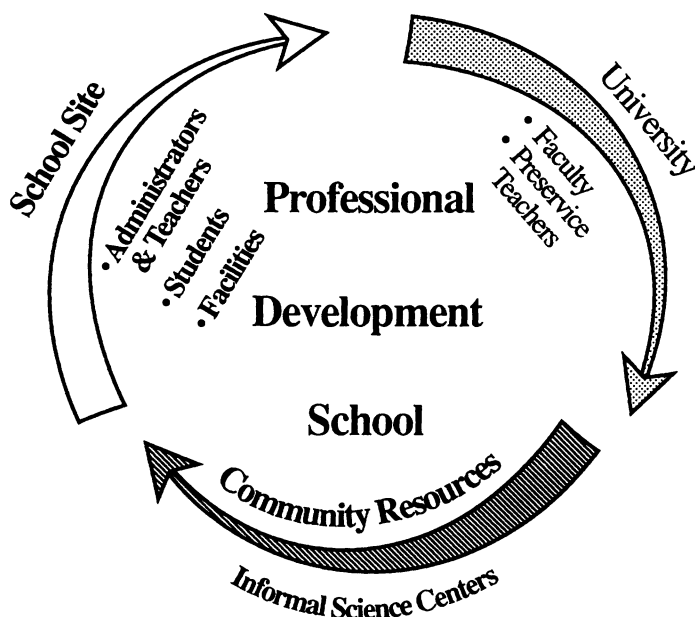 School Site
• Administrators
& Teachers
• Students
• Facilities
University
• Faculty
• Preservice
Teachers
Professional
Development
School
Community Resources
Informal Science Centers